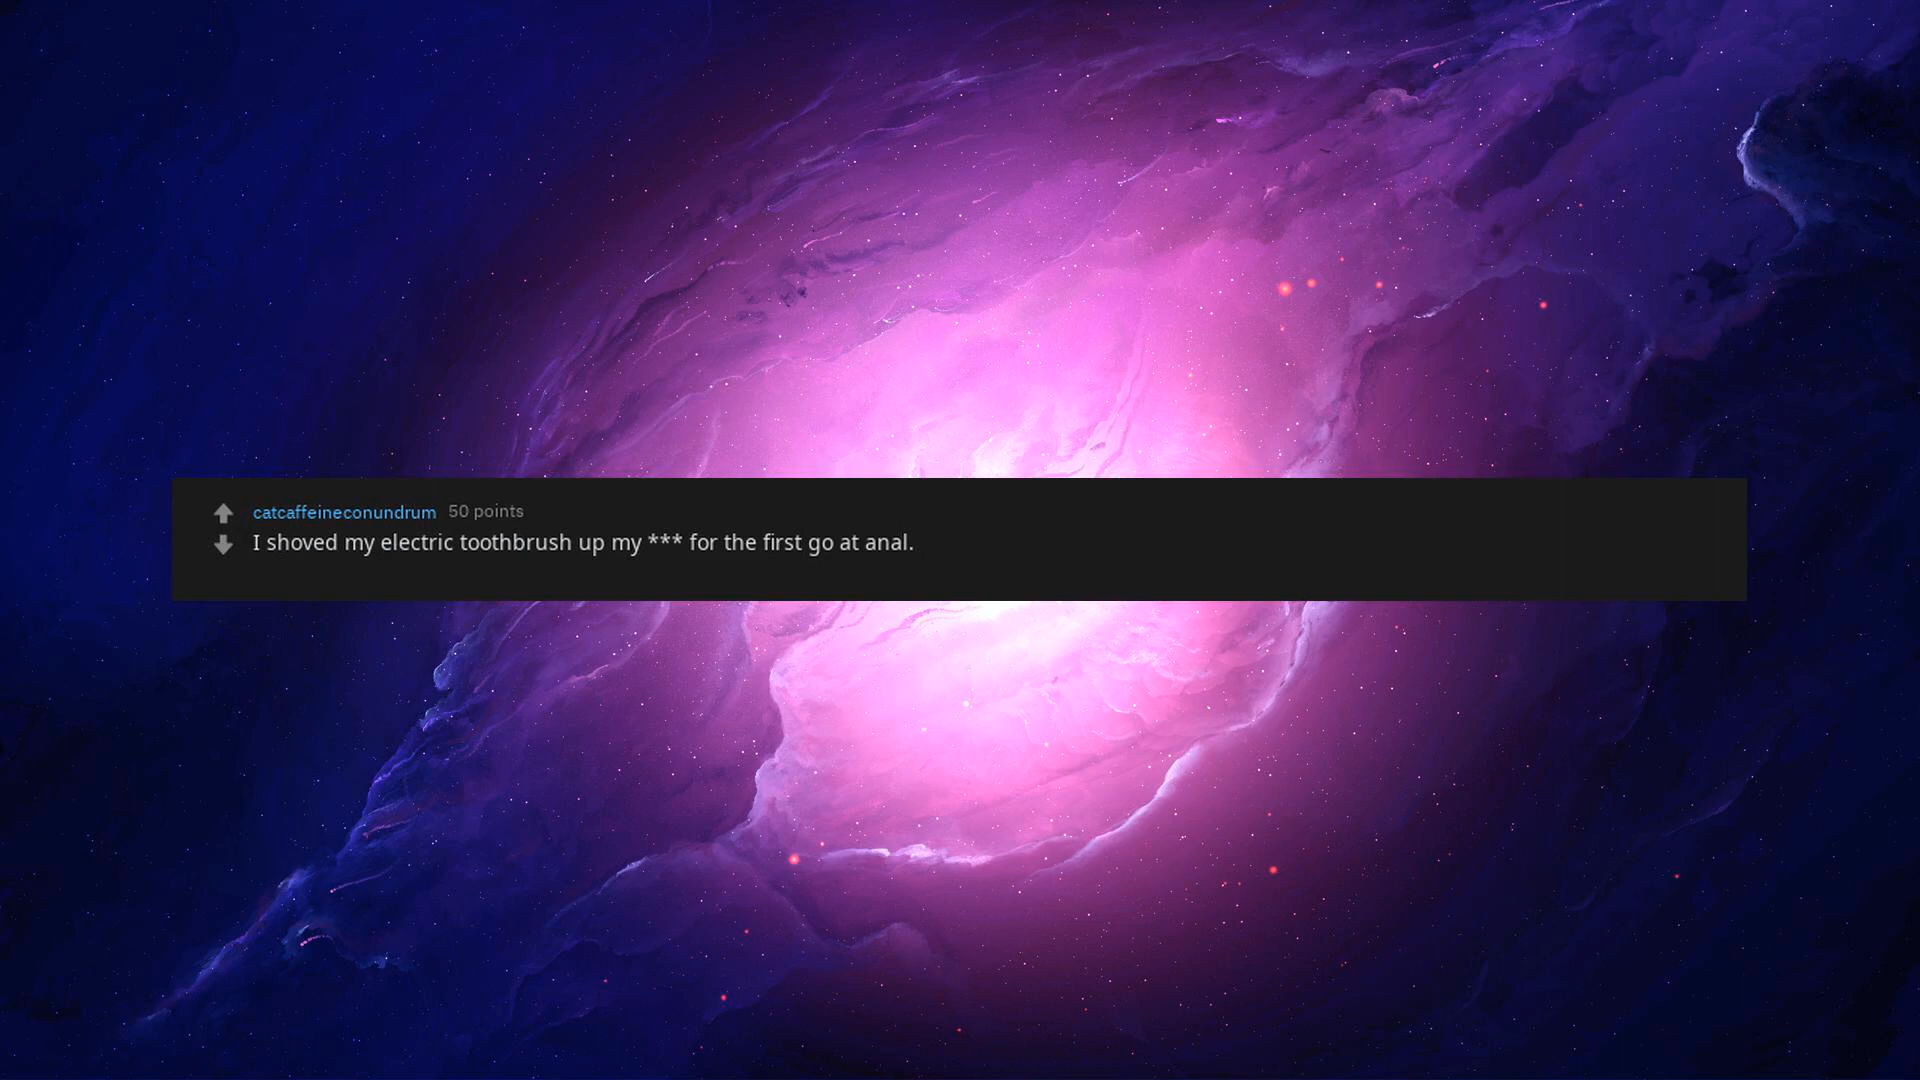 catcaffeineconundrum 50 points
I shoved my electric toothbrush up my *** for the first go at anal.